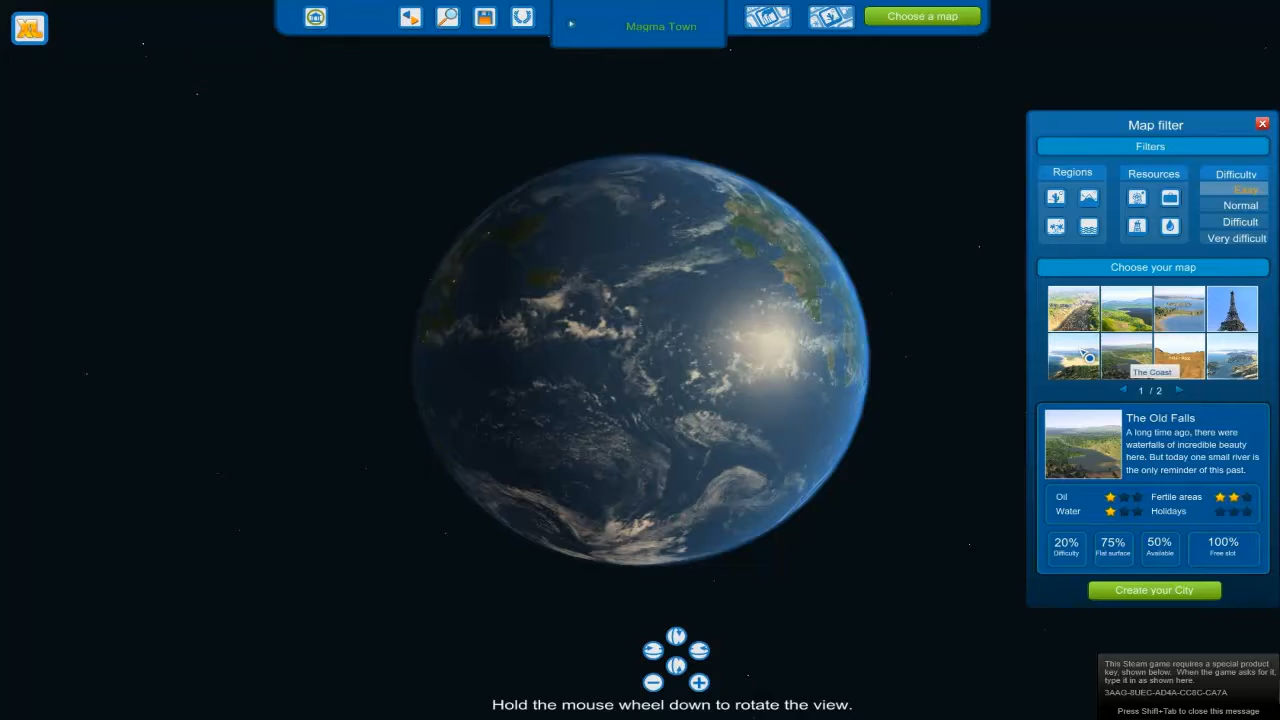 Magma Town
Choose a map
Map filter
Filters
Regions
Resources
Difficulty
Easy
Normal
Difficult
Very difficult
Choose your map
The Coast
1 / 2
The Old Falls
A long time ago, there were
waterfalls of incredible beauty
here. But today one small river is
the only reminder of this past.
Oil
Fertile areas
Water
Holidays
20%
Difficulty
75%
Flat surface
50%
Available
100%
Free slot
Create your City
This Steam game requires a special product
key, shown below. When the game asks for it,
type it in as shown here.
3AAG-8UEC-AD4A-CC8C-CA7A
Press Shift+Tab to close this message
Hold the mouse wheel down to rotate the view.